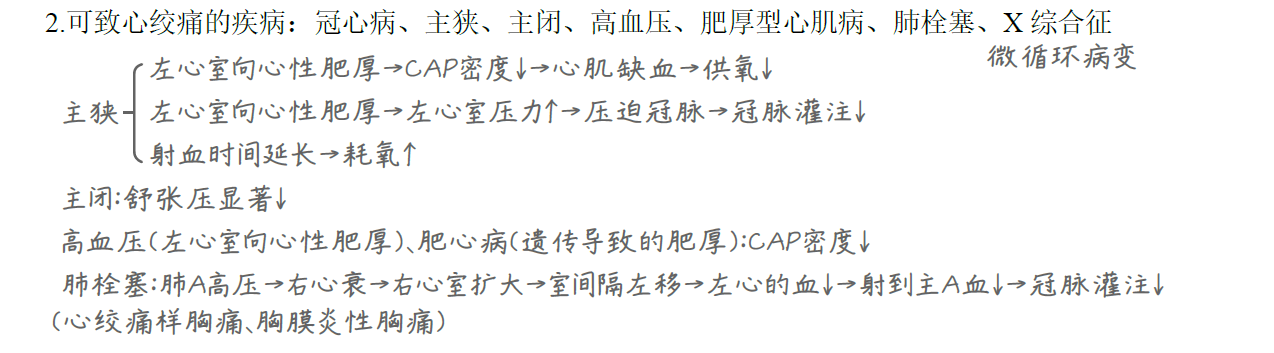 2.可致心绞痛的疾病：冠心病、主狭、主闭、高血压、肥厚型心肌病、肺栓塞、X 综合征
微循环病变
左心室向心性肥厚→CAP密度↓→心肌缺血→供氧↓
主狭
左心室向心性肥厚→左心室压力↑→压迫冠脉→冠脉灌注↓
射血时间延长→耗氧↑
主闭:舒张压显著↓
高血压(左心室向心性肥厚)、肥心病(遗传导致的肥厚):CAP密度↓
肺栓塞:肺A高压→右心衰→右心室扩大→室间隔左移→左心的血↓→射到主A血↓→冠脉灌注↓
(心绞痛样胸痛、胸膜炎性胸痛)